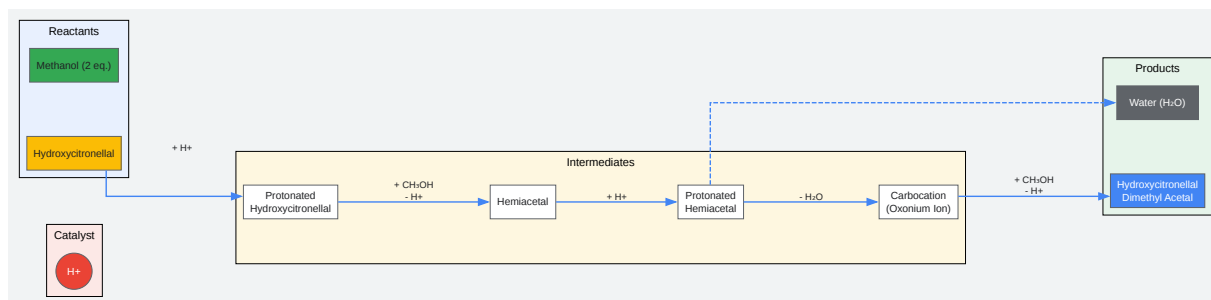 Reactants
Methanol (2 eq.)
Hydroxycitronellal
+ H+
Catalyst
H+
Intermediates
Protonated
Hydroxycitronellal
+ CH₃OH
- H+
Hemiacetal
+ H+
Protonated
Hemiacetal
- H₂O
Carbocation
(Oxonium Ion)
+ CH₃OH
- H+
Products
Water (H₂O)
Hydroxycitronellal
Dimethyl Acetal